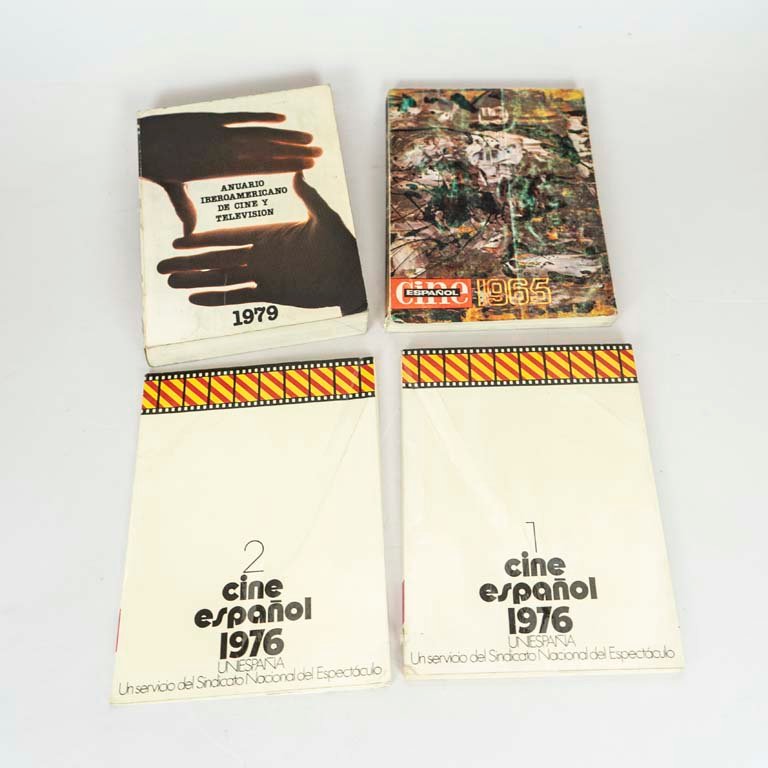 ANUARIO
IBEROAMERICANO
DE CINE Y
TELEVISION
1979
cine
ESPAÑOL
1965
2
cine
español
1976
UNIESPAÑA
Un servicio del Sindicato Nacional del Espectáculo
1
cine
español
1976
UNIESPAÑA
Un servicio del Sindicato Nacional del Espectáculo